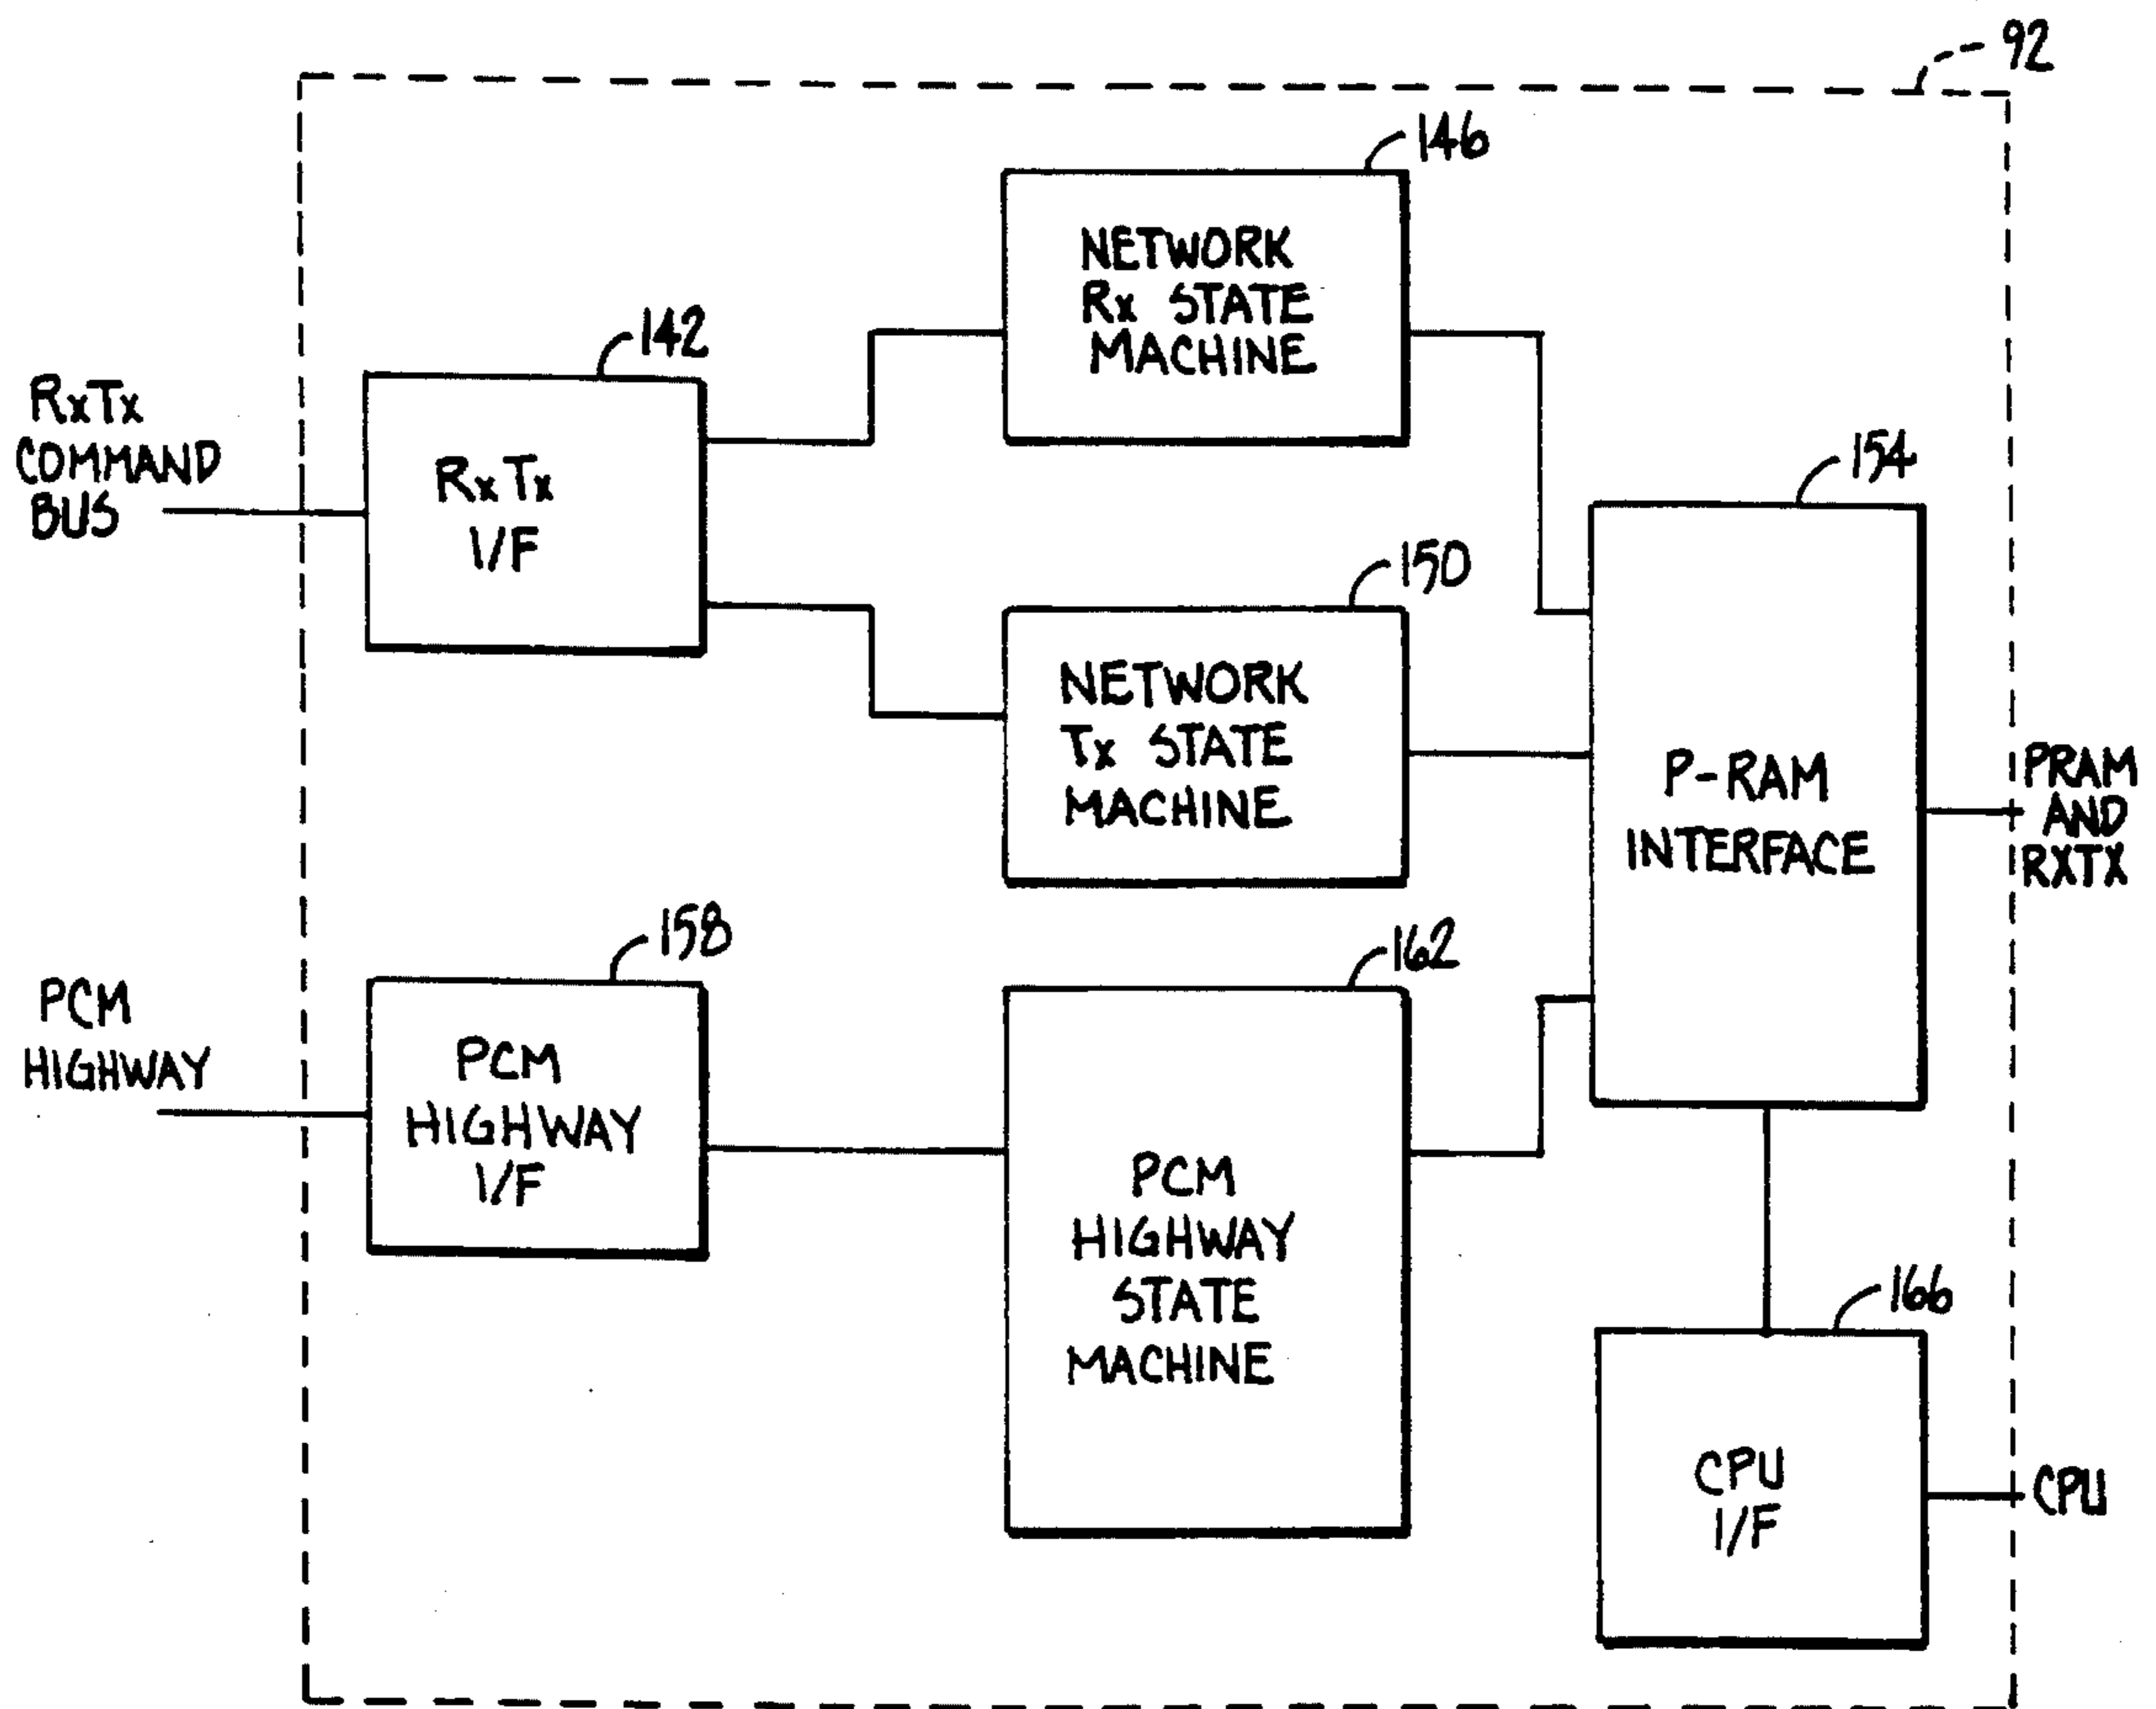 92
146
NETWORK
Rx STATE
MACHINE
142
RxTx
COMMAND
BUS
RxTx
I/F
154
150
NETWORK
Tx STATE
MACHINE
P-RAM
INTERFACE
PRAM
AND
RXTX
158
PCM
HIGHWAY
PCM
HIGHWAY
I/F
162
PCM
HIGHWAY
STATE
MACHINE
166
CPU
I/F
CPU